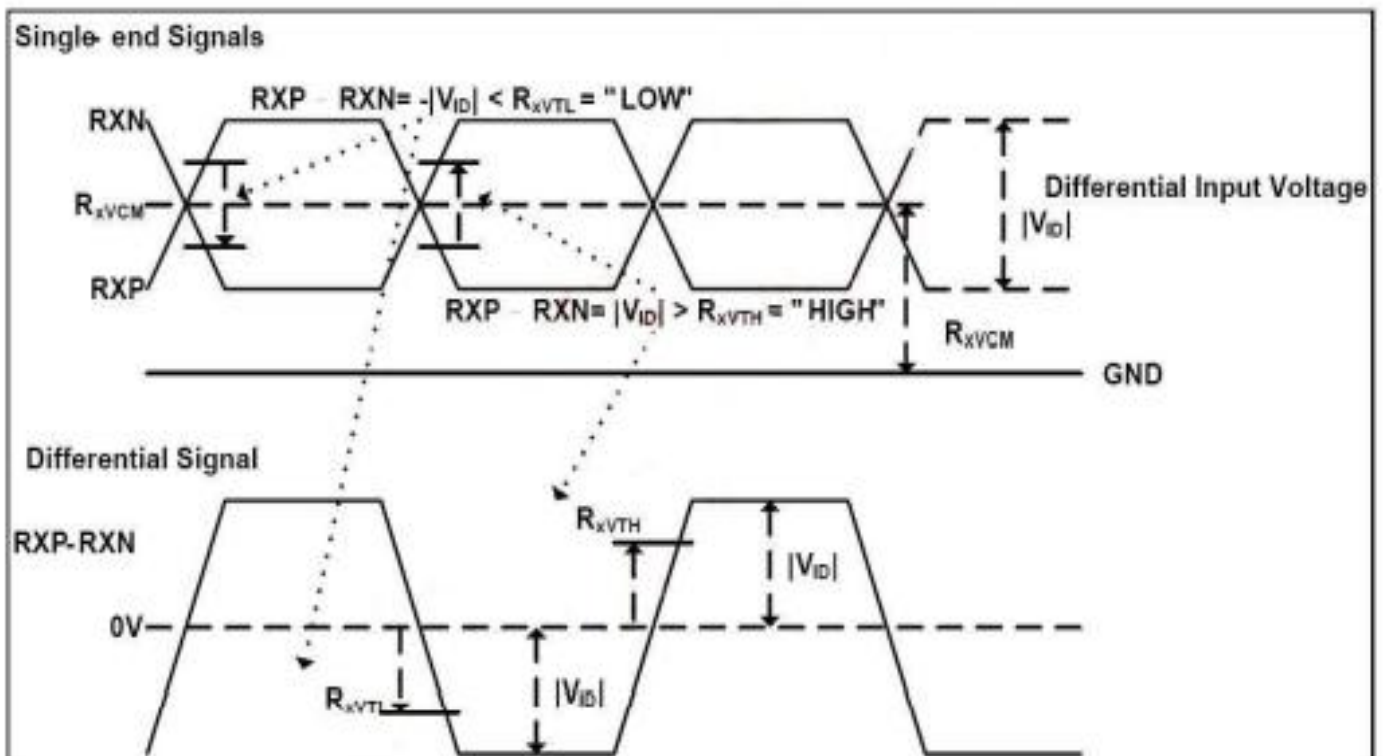 Single- end Signals
RXP - RXN= -|VID| < RxVTL = "LOW"
RXN
RxVCM
Differential Input Voltage
|VID|
RXP
RXP - RXN= |VID| > RxVTH = "HIGH"
RxVCM
GND
Differential Signal
RxVTH
RXP-RXN
|VID|
0V
RxVTL
|VID|